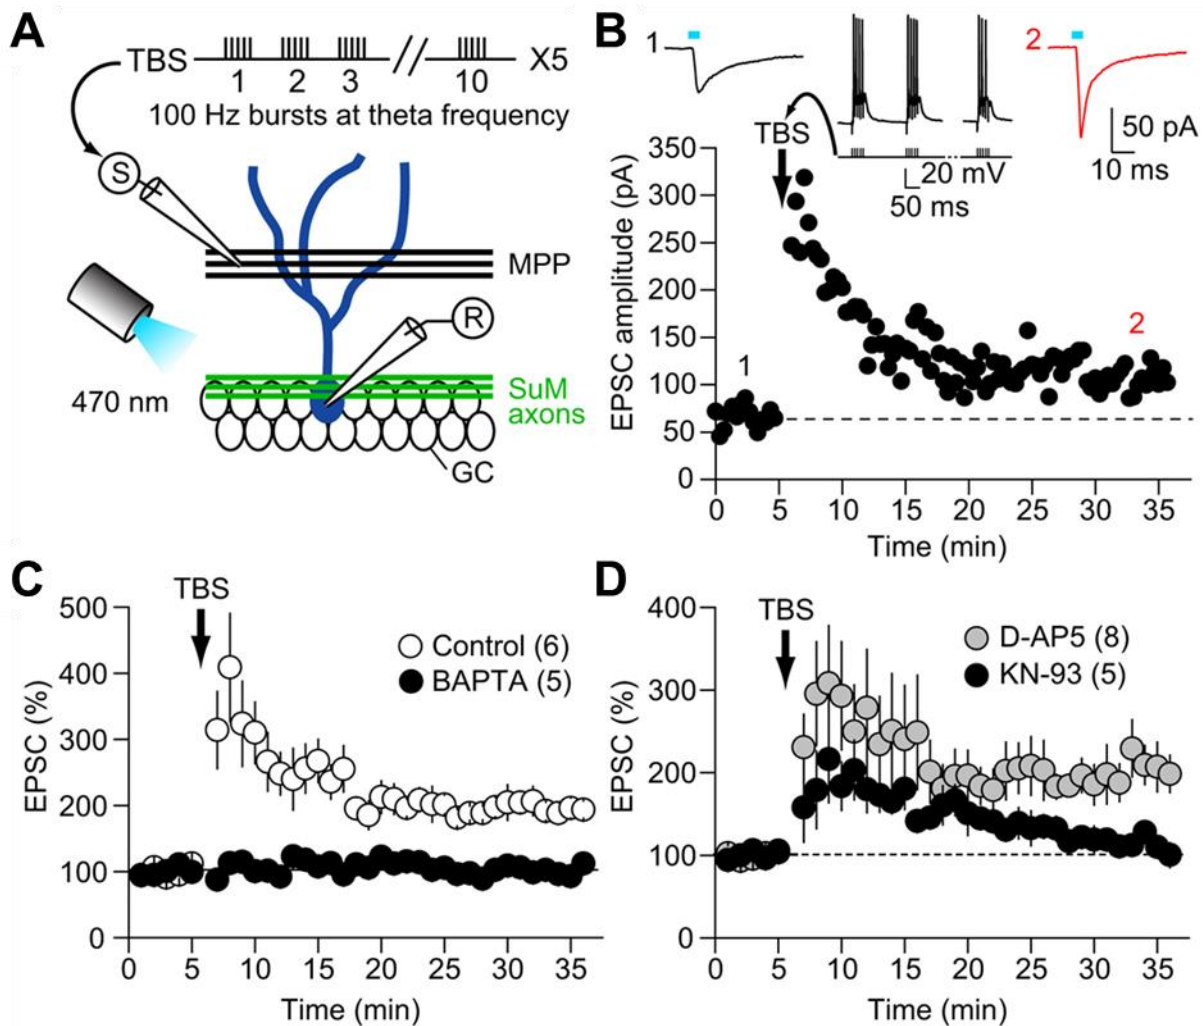 A
TBS
1 2 3 10
X5
100 Hz bursts at theta frequency
S
MPP
R
470 nm
SuM
axons
GC
B
1
2
TBS
50 pA
10 ms
20 mV
50 ms
EPSC amplitude (pA)
350
300
250
200
150
100
50
0
1
2
0 5 10 15 20 25 30 35
Time (min)
C
TBS
Control (6)
BAPTA (5)
EPSC (%)
500
400
300
200
100
0
0 5 10 15 20 25 30 35
Time (min)
D
TBS
D-AP5 (8)
KN-93 (5)
EPSC (%)
400
300
200
100
0
0 5 10 15 20 25 30 35
Time (min)